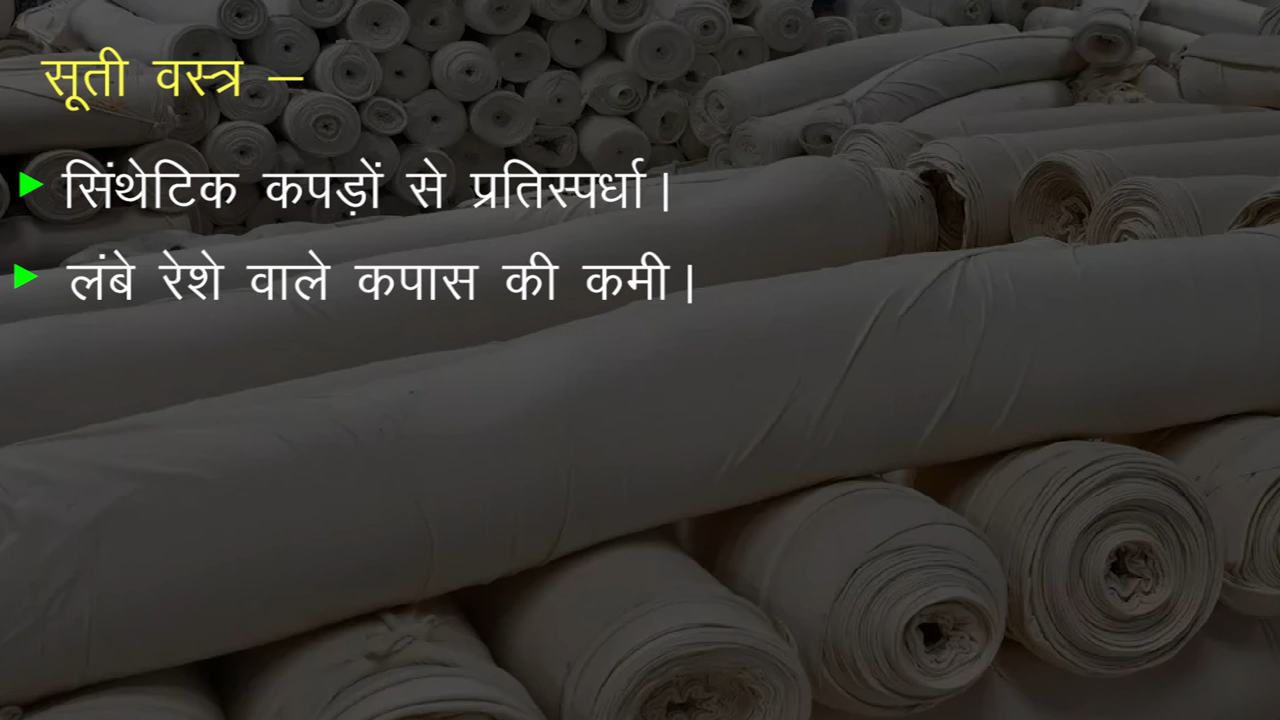 सूती वस्त्र –
सिंथेटिक कपड़ों से प्रतिस्पर्धा।
लंबे रेशे वाले कपास की कमी।